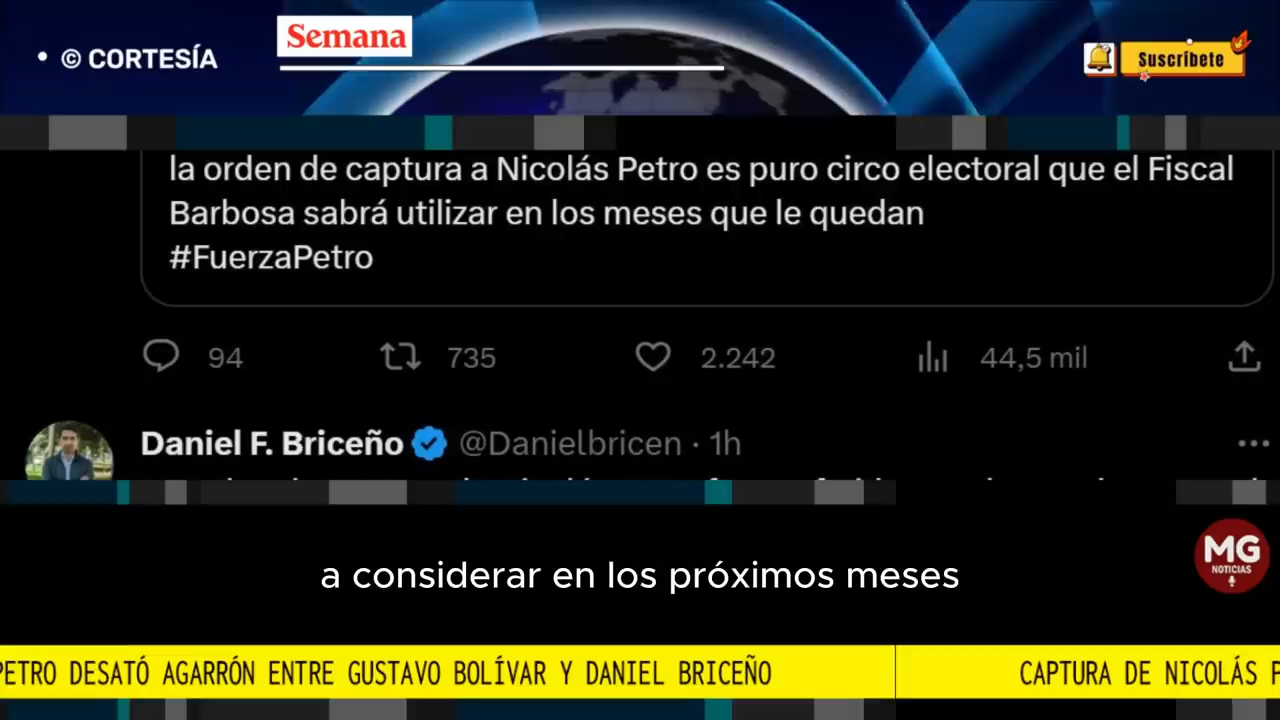 • © CORTESÍA
Semana
Suscríbete
la orden de captura a Nicolás Petro es puro circo electoral que el Fiscal
Barbosa sabrá utilizar en los meses que le quedan
#FuerzaPetro
94 735 2.242 44,5 mil
Daniel F. Briceño @Danielbricen · 1h
MG
NOTICIAS
a considerar en los próximos meses
PETRO DESATÓ AGARRÓN ENTRE GUSTAVO BOLÍVAR Y DANIEL BRICEÑO
CAPTURA DE NICOLÁS P